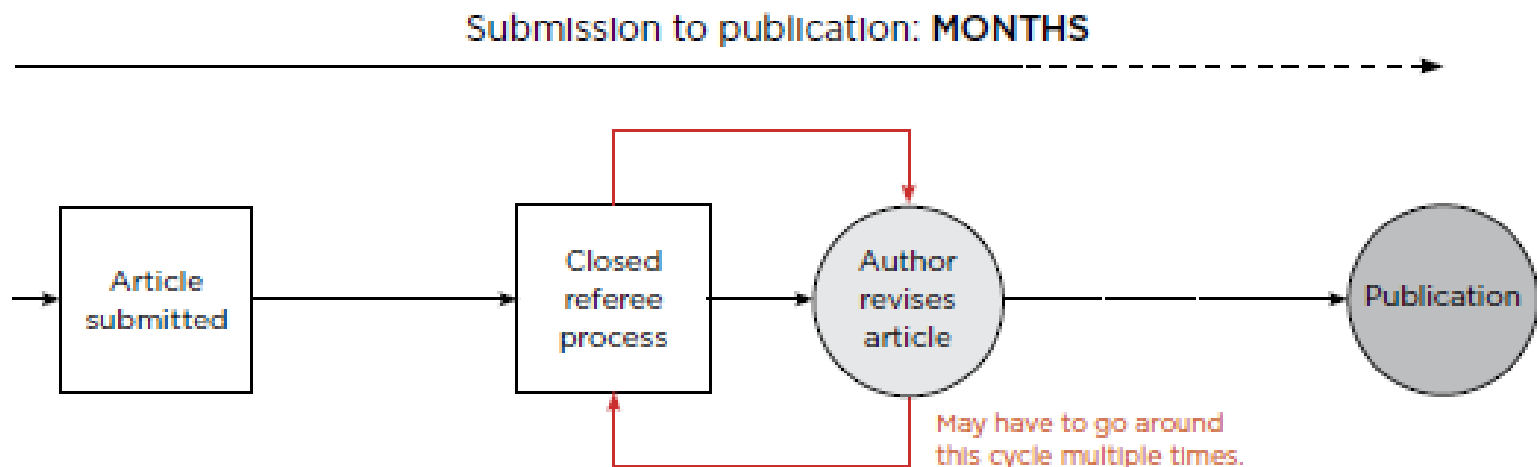 Submission to publication: MONTHS
Article
submitted
Closed
referee
process
Author
revises
article
Publication
May have to go around
this cycle multiple times.